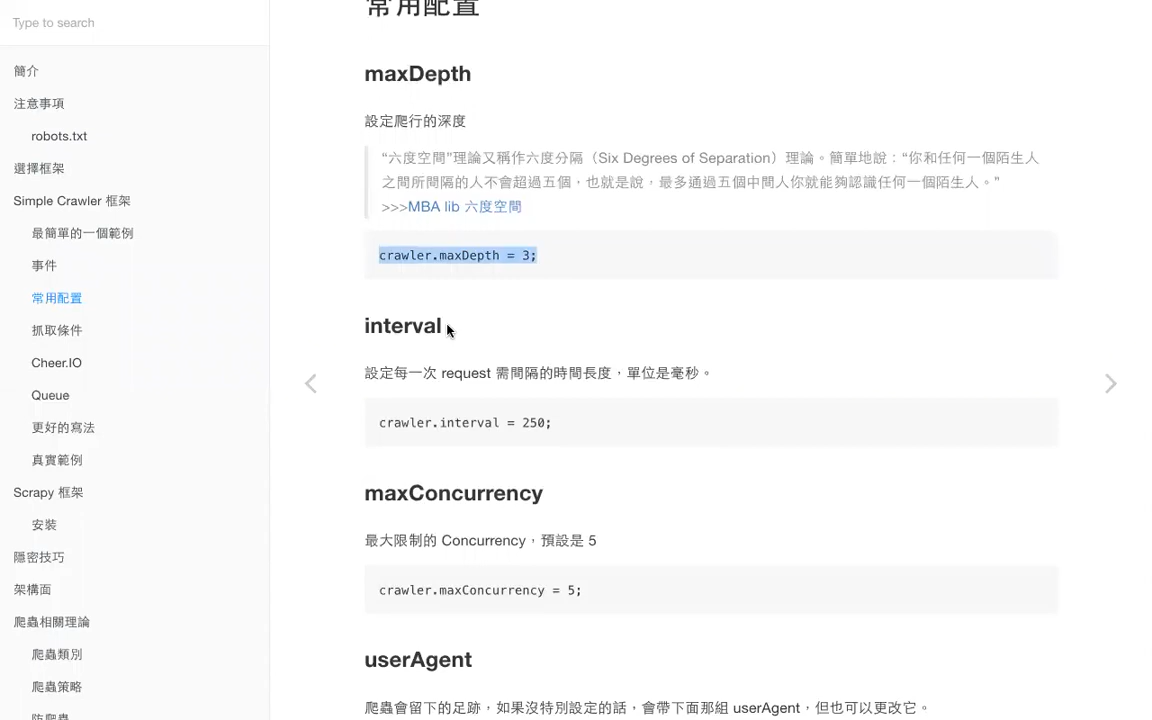 Type to search
簡介
注意事項
robots.txt
選擇框架
Simple Crawler 框架
最簡單的一個範例
事件
常用配置
抓取條件
Cheer.IO
Queue
更好的寫法
真實範例
Scrapy 框架
安裝
隱密技巧
架構面
爬蟲相關理論
爬蟲類別
爬蟲策略
防爬蟲
常用配置
maxDepth
設定爬行的深度
“六度空間”理論又稱作六度分隔（Six Degrees of Separation）理論。簡單地說：“你和任何一個陌生人
之間所間隔的人不會超過五個，也就是說，最多通過五個中間人你就能夠認識任何一個陌生人。”
>>>MBA lib 六度空間
crawler.maxDepth = 3;
interval
設定每一次 request 需間隔的時間長度，單位是毫秒。
crawler.interval = 250;
maxConcurrency
最大限制的 Concurrency，預設是 5
crawler.maxConcurrency = 5;
userAgent
爬蟲會留下的足跡，如果沒特別設定的話，會帶下面那組 userAgent，但也可以更改它。